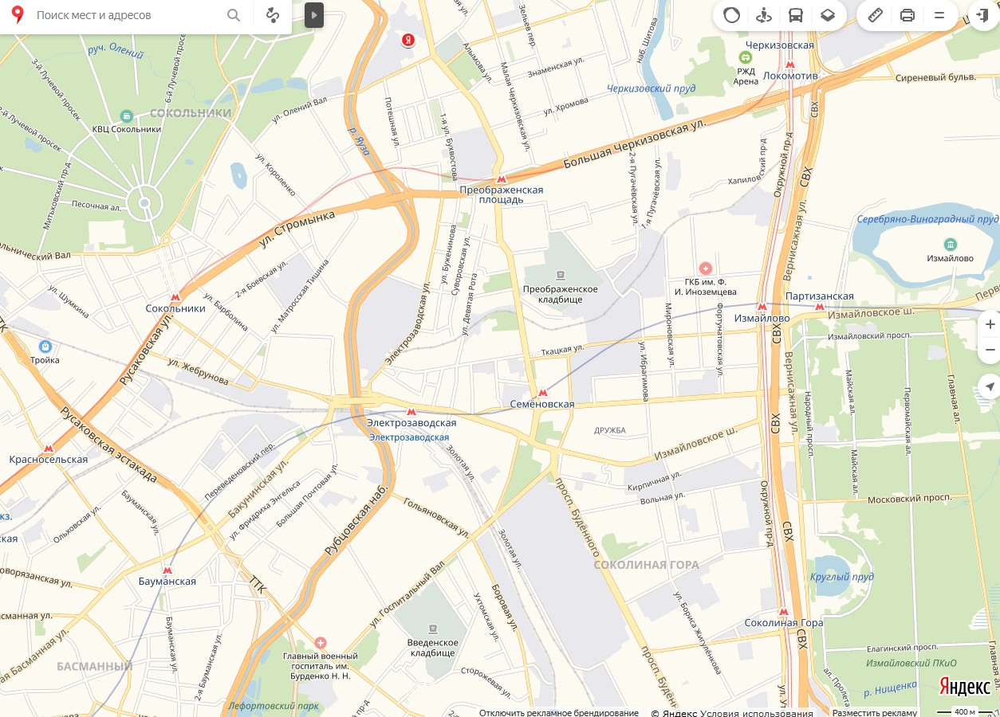 Поиск мест и адресов
Зельев пер.
наб. Шитова
Черкизовская
руч. Олений
Я
Алымова ул.
Знаменская ул.
РЖД
Арена
Локомотив
Сиреневый бульв.
3-й Лучевой просек
6-й Лучевой просек
Малая Черкизовская ул.
Черкизовский пруд
СОКОЛЬНИКИ
ул. Олений Вал
Потешная ул.
ул. Хромова
СВХ
КВЦ Сокольники
2-й Лучевой просек
1-я ул. Бухвостова
Большая Черкизовская ул.
р. Яуза
ул. Короленко
2-я Пугачёвская ул.
1-я Пугачёвская ул.
Хапиловский пр-д
Окружной пр-д
СВХ
Митьковский пр-д
Песочная ал.
Преображенская
площадь
ул. Стромынка
Вернисажная ул.
Серебряно-Виноградный пруд
Измайлово
ул. Буженинова
Суворовская ул.
ул. Девятая Рота
2-я Боевская ул.
ул. Матросская Тишина
Преображенское
кладбище
ГКБ им. Ф.
И. Иноземцева
Партизанская
ул. Шумкина
Сокольники
ул. Барболина
Электрозаводская ул.
Мироновская ул.
Фортунатовская ул.
Измайлово
Измайловское ш.
ТТК
Русаковская ул.
Тройка
Ткацкая ул.
ул. Ибрагимова
СВХ
Измайловский просп.
ул. Жебрунова
Вернисажная ул.
Майская ал.
Первомайская ал.
Главная ал.
Народный просп.
Семёновская
Русаковская эстакада
Электрозаводская
Электрозаводская
ДРУЖБА
Измайловское ш.
СВХ
Красносельская
Переведеновский пер.
Бакунинская ул.
Золотая ул.
Майская ал.
ул. Фридриха Энгельса
Большая Почтовая ул.
Кирпичная ул.
Вольная ул.
просп. Будённого
Окружной пр-д
Московский просп.
Бауманская ул.
Ольховская ул.
Рубцовская наб.
Гольяновская ул.
Золотая ул.
СВХ
СОКОЛИНАЯ ГОРА
Круглый пруд
Бауманская
ТТК
ул. Госпитальный Вал
Боровая ул.
Ухтомская ул.
ул. Бориса Жигулёнкова
Соколиная Гора
СВХ
Бауманская ул.
2-я Бауманская ул.
Введенское
кладбище
Главный военный
госпиталь им.
Бурденко Н. Н.
БАСМАННЫЙ
просп. Будённого
Елагинский просп.
Измайловский ПКиО
Главная ал.
Сторожевая ул.
р. Нищенка
Яндекс
Лефортовский парк
Отключить рекламное брендирование
© Яндекс Условия использования
Разместить рекламу
400 м